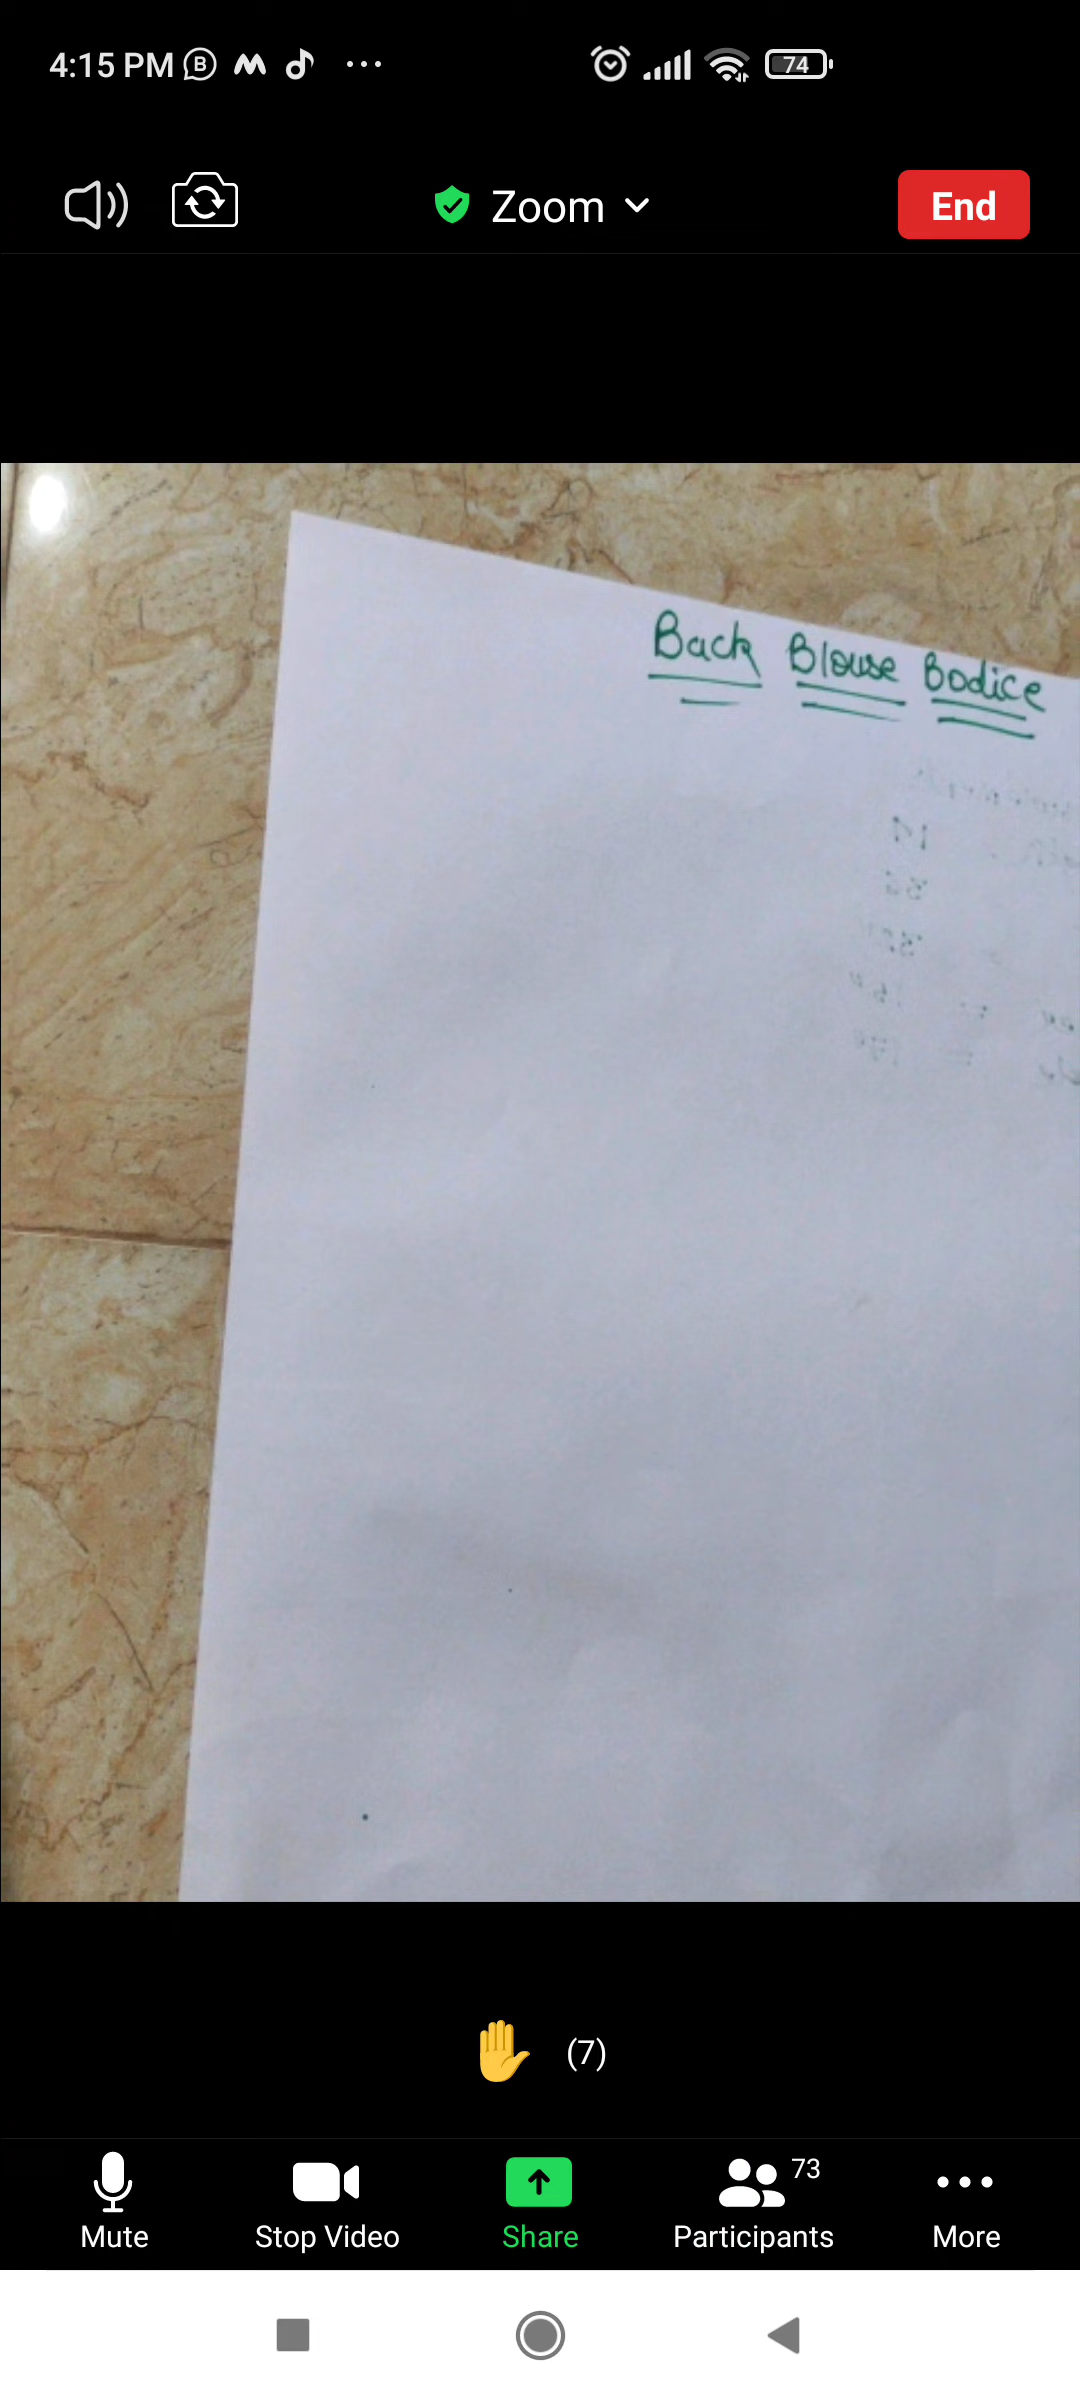 4:15 PM
74
Zoom
End
Back Blouse Bodice
(7)
73
Mute
Stop Video
Share
Participants
More